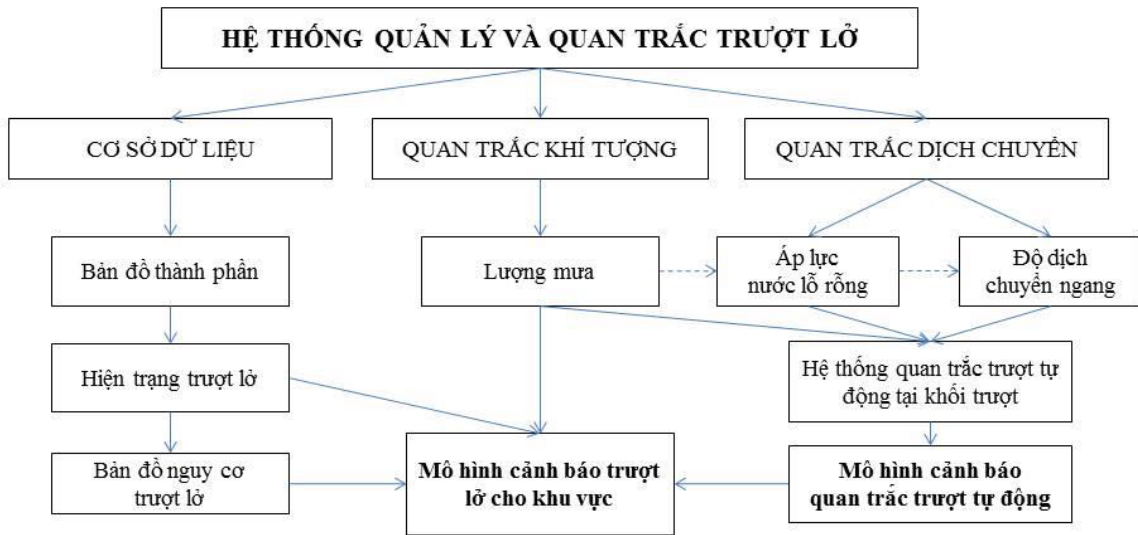 HỆ THỐNG QUẢN LÝ VÀ QUAN TRẮC TRƯỢT LỞ
CƠ SỞ DỮ LIỆU
QUAN TRẮC KHÍ TƯỢNG
QUAN TRẮC DỊCH CHUYỂN
Bản đồ thành phần
Lượng mưa
Áp lực
nước lỗ rỗng
Độ dịch
chuyển ngang
Hiện trạng trượt lở
Hệ thống quan trắc trượt tự
động tại khối trượt
Bản đồ nguy cơ
trượt lở
Mô hình cảnh báo trượt
lở cho khu vực
Mô hình cảnh báo
quan trắc trượt tự động